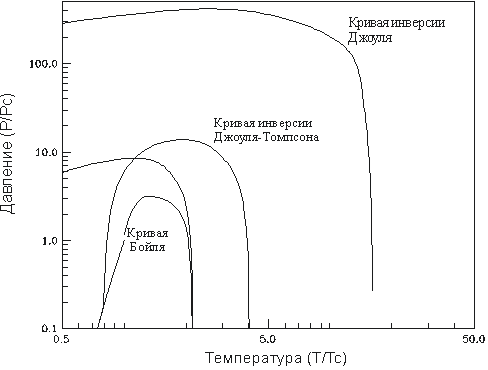 Кривая инверсии
Джоуля
100.0
Кривая инверсии
Джоуля-Томпсона
10.0
Давление (P/Pc)
Кривая
Бойля
1.0
0.1
0.5
5.0
50.0
Температура (T/Tc)